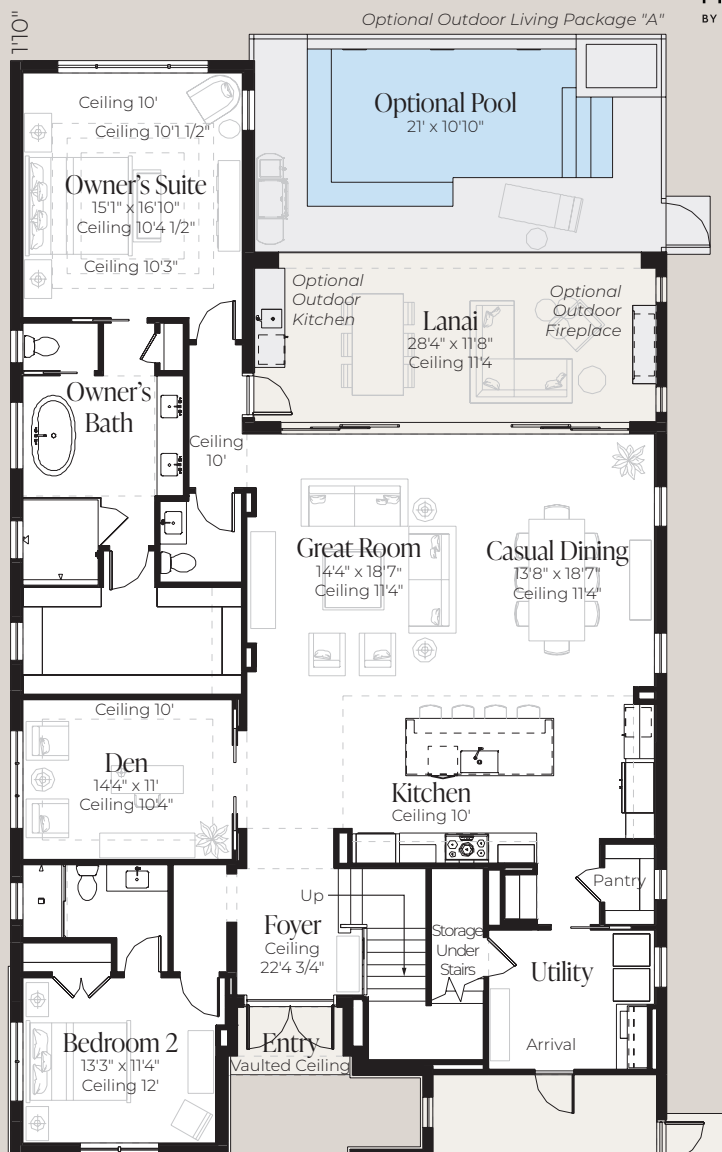 1'10"
Optional Outdoor Living Package "A"
BY
Optional Pool
21' x 10'10"
Ceiling 10'
Ceiling 10'1 1/2"
Owner's Suite
15'1" x 16'10"
Ceiling 10'4 1/2"
Ceiling 10'3"
Optional
Outdoor
Kitchen
Lanai
28'4" x 11'8"
Ceiling 11'4
Optional
Outdoor
Fireplace
Owner's
Bath
Ceiling
10'
Great Room
14'4" x 18'7"
Ceiling 11'4"
Casual Dining
13'8" x 18'7"
Ceiling 11'4"
Ceiling 10'
Den
14'4" x 11'
Ceiling 10'4"
Kitchen
Ceiling 10'
Pantry
Up
Foyer
Ceiling
22'4 3/4"
Storage
Under
Stairs
Utility
Arrival
Bedroom 2
13'3" x 11'4"
Ceiling 12'
Entry
Vaulted Ceiling